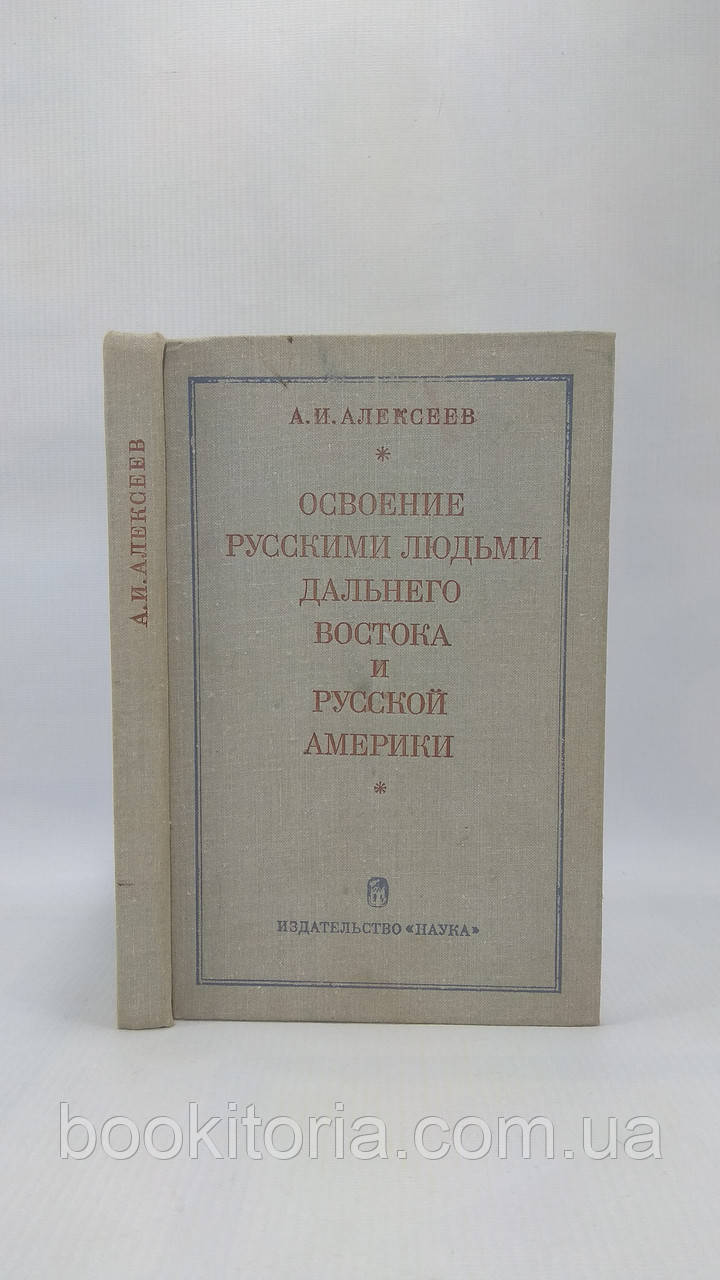 А.И.АЛЕКСЕЕВ
А.И.АЛЕКСЕЕВ
*
ОСВОЕНИЕ
РУССКИМИ ЛЮДЬМИ
ДАЛЬНЕГО
ВОСТОКА
И
РУССКОЙ
АМЕРИКИ
*
ИЗДАТЕЛЬСТВО «НАУКА»
bookitoria.com.ua